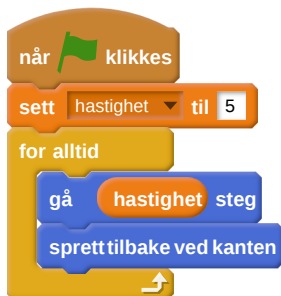 når klikkes
sett hastighet til 5
for alltid
gå hastighet steg
sprett tilbake ved kanten